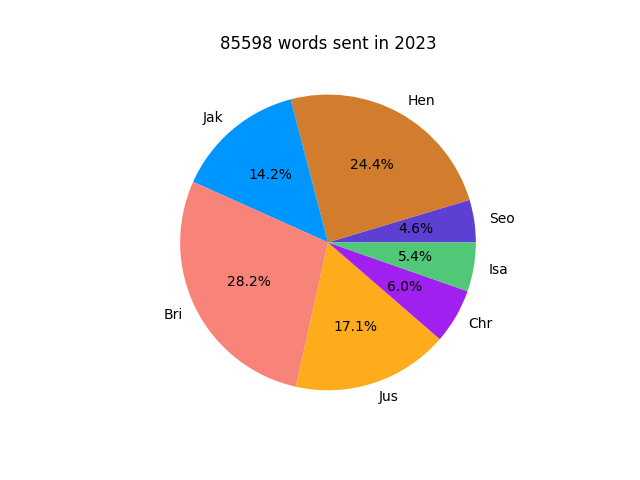 85598 words sent in 2023
Hen
Jak
24.4%
14.2%
Seo
4.6%
5.4%
Isa
28.2%
6.0%
Bri
Chr
17.1%
Jus